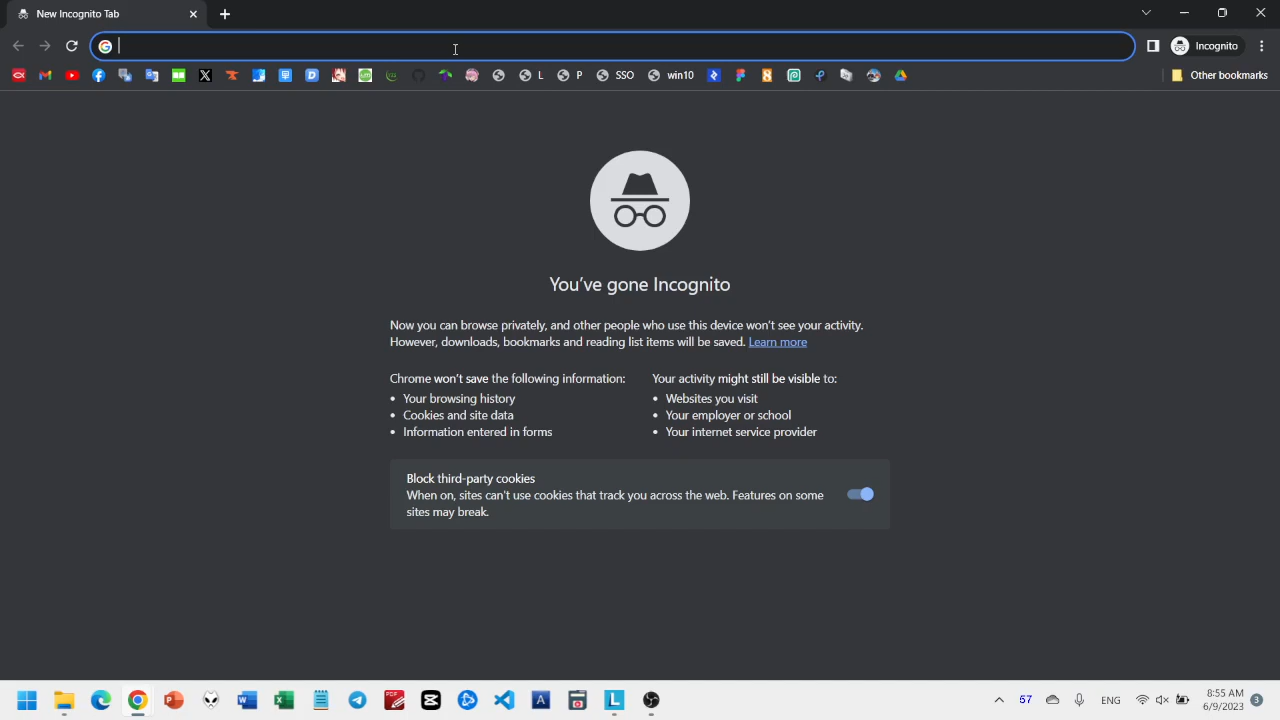 New Incognito Tab
Incognito
L P SSO win10 Other bookmarks
You've gone Incognito
Now you can browse privately, and other people who use this device won't see your activity.
However, downloads, bookmarks and reading list items will be saved. Learn more
Chrome won't save the following information:
• Your browsing history
• Cookies and site data
• Information entered in forms
Your activity might still be visible to:
• Websites you visit
• Your employer or school
• Your internet service provider
Block third-party cookies
When on, sites can't use cookies that track you across the web. Features on some
sites may break.
67 ENG 8:55 AM 3
6/9/2023